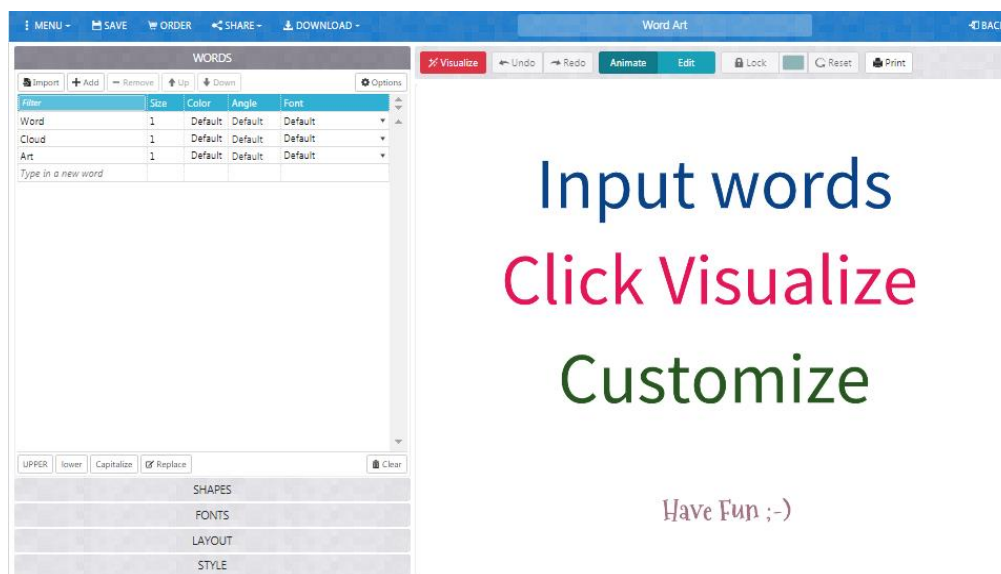 MENU SAVE ORDER SHARE DOWNLOAD Word Art BACK
WORDS
Visualize Undo Redo Animate Edit Lock Reset Print
Import Add Remove Up Down Options
Filter Size Color Angle Font
Word 1 Default Default Default
Cloud 1 Default Default Default
Art 1 Default Default Default
Type in a new word
Input words
Click Visualize
Customize
UPPER lower Capitalize Replace Clear
SHAPES
FONTS
Have Fun ;-)
LAYOUT
STYLE